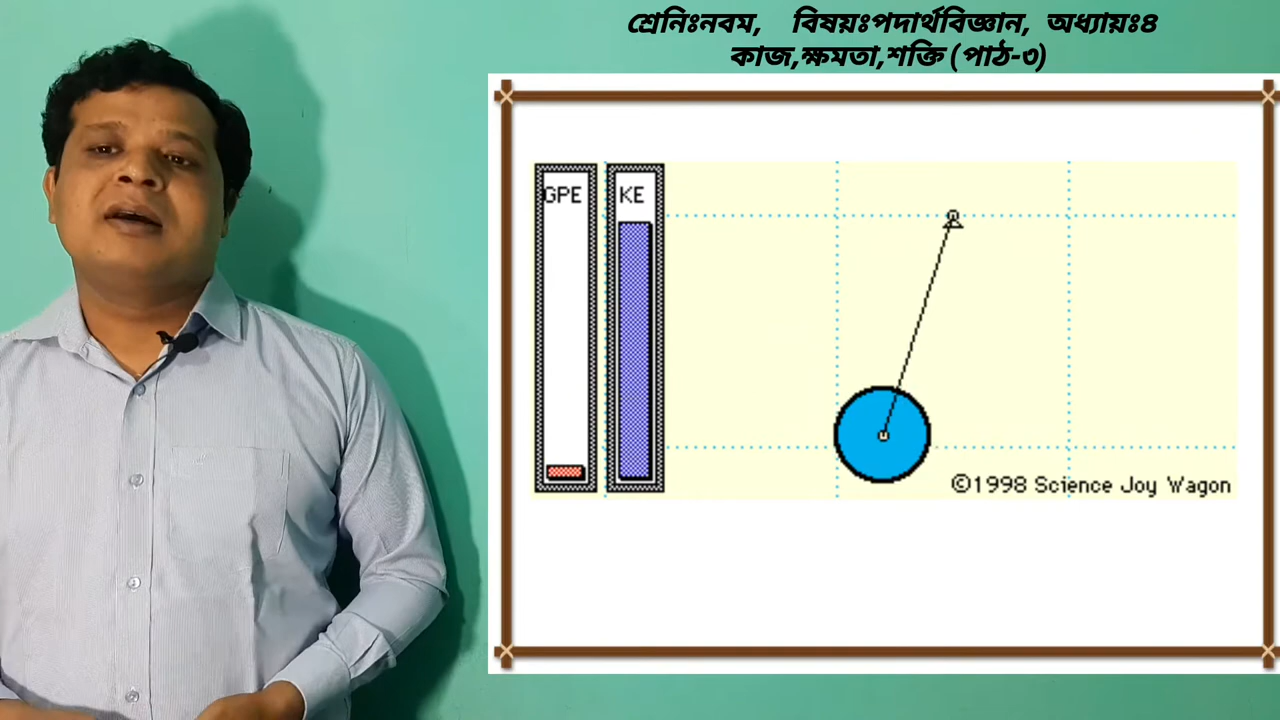 শ্রেনিঃনবম, বিষয়ঃপদার্থবিজ্ঞান, অধ্যায়ঃ৪
কাজ,ক্ষমতা,শক্তি (পাঠ-৩)
GPE KE
©1998 Science Joy Wagon